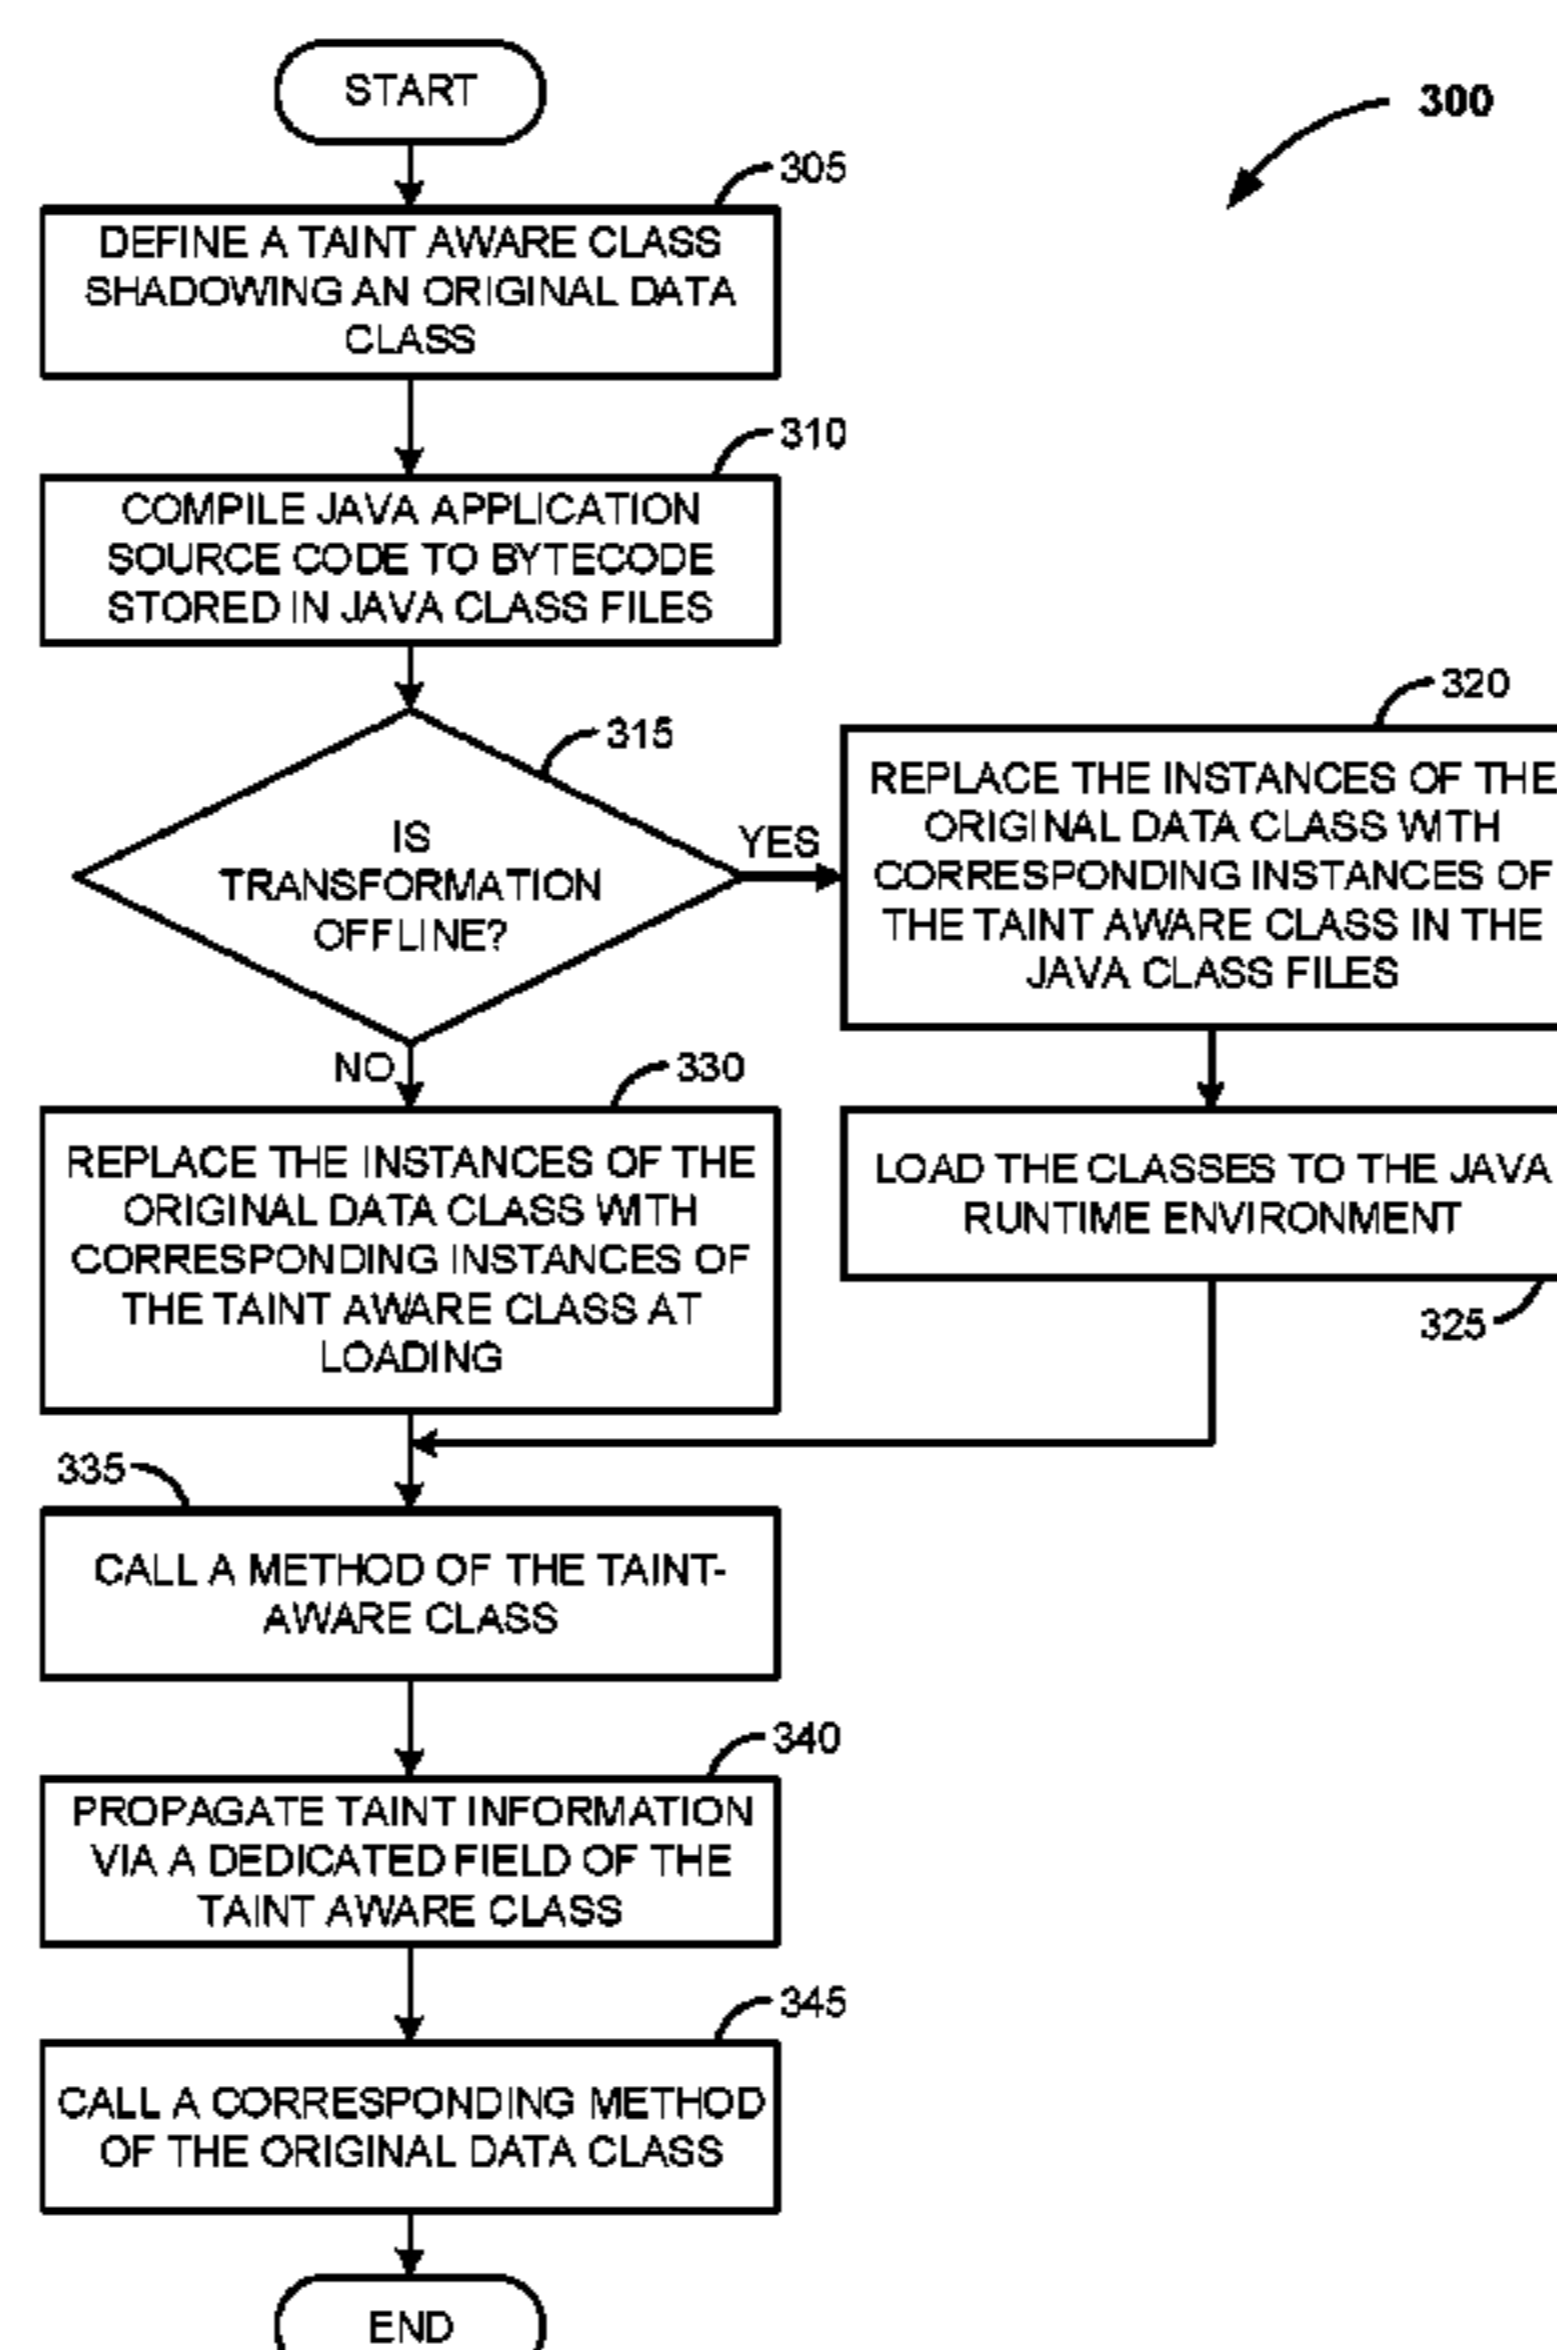 START
300
305
DEFINE A TAINT AWARE CLASS
SHADOWING AN ORIGINAL DATA
CLASS
310
COMPILE JAVA APPLICATION
SOURCE CODE TO BYTECODE
STORED IN JAVA CLASS FILES
315
IS
TRANSFORMATION
OFFLINE?
YES
320
REPLACE THE INSTANCES OF THE
ORIGINAL DATA CLASS WITH
CORRESPONDING INSTANCES OF
THE TAINT AWARE CLASS IN THE
JAVA CLASS FILES
NO
330
REPLACE THE INSTANCES OF THE
ORIGINAL DATA CLASS WITH
CORRESPONDING INSTANCES OF
THE TAINT AWARE CLASS AT
LOADING
LOAD THE CLASSES TO THE JAVA
RUNTIME ENVIRONMENT
325
335
CALL A METHOD OF THE TAINT-
AWARE CLASS
340
PROPAGATE TAINT INFORMATION
VIA A DEDICATED FIELD OF THE
TAINT AWARE CLASS
345
CALL A CORRESPONDING METHOD
OF THE ORIGINAL DATA CLASS
END